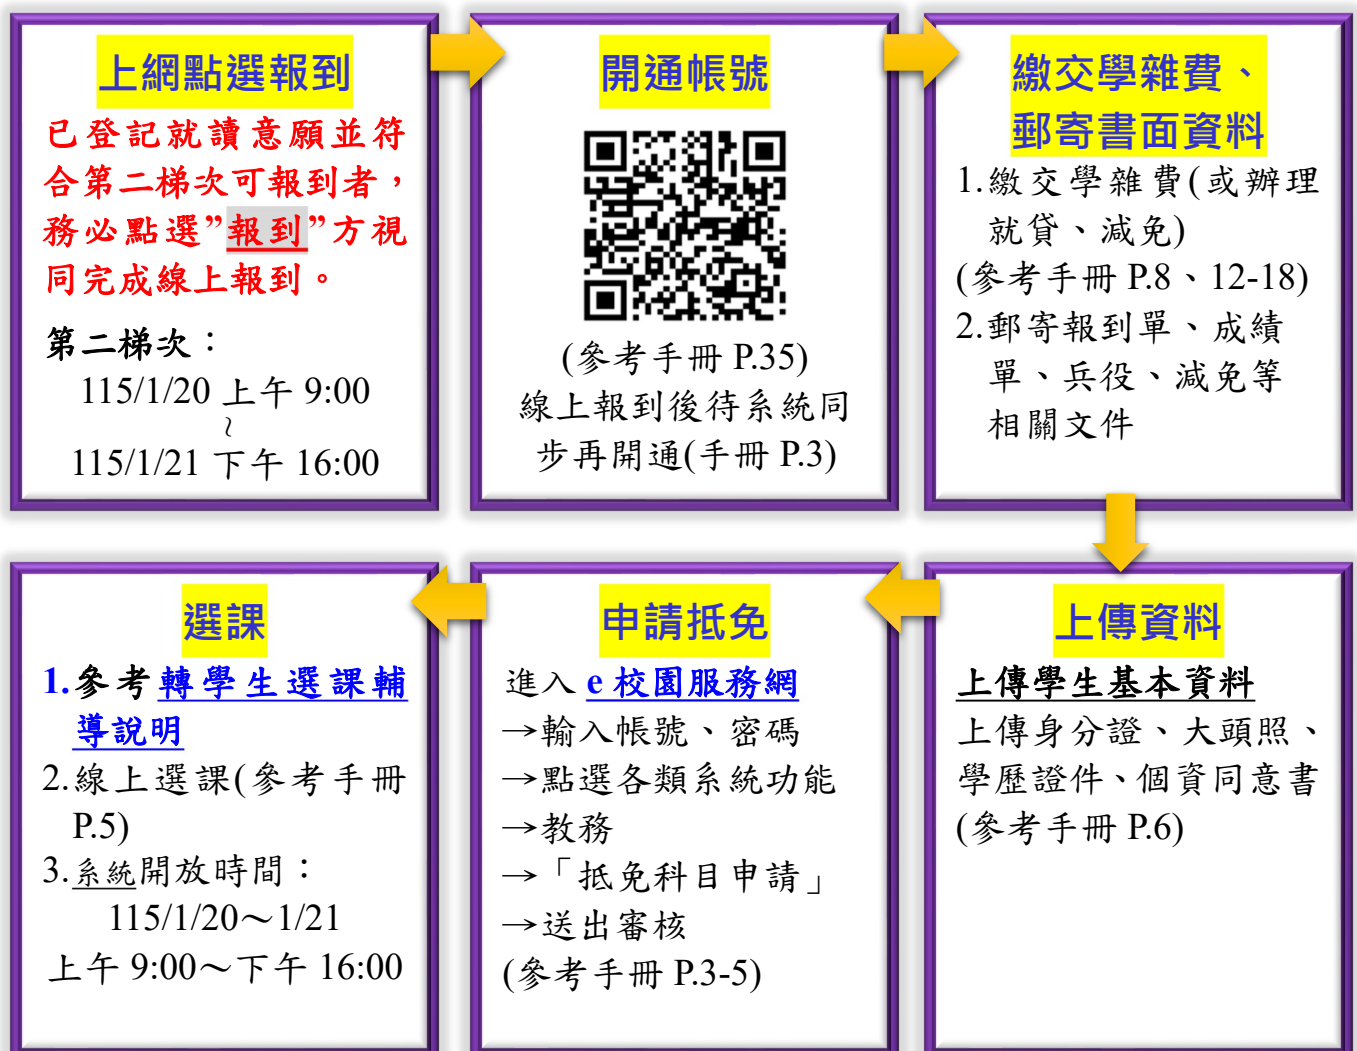 上網點選報到
已登記就讀意願並符
合第二梯次可報到者，
務必點選”報到”方視
同完成線上報到。
第二梯次：
115/1/20 上午 9:00
~
115/1/21 下午 16:00
開通帳號
(參考手冊 P.35)
線上報到後待系統同
步再開通(手冊 P.3)
繳交學雜費、
郵寄書面資料
1.繳交學雜費(或辦理
就貸、減免)
(參考手冊 P.8、12-18)
2.郵寄報到單、成績
單、兵役、減免等
相關文件
上傳資料
上傳學生基本資料
上傳身分證、大頭照、
學歷證件、個資同意書
(參考手冊 P.6)
申請抵免
進入 e 校園服務網
→輸入帳號、密碼
→點選各類系統功能
→教務
→「抵免科目申請」
→送出審核
(參考手冊 P.3-5)
選課
1.參考轉學生選課輔
導說明
2.線上選課(參考手冊
P.5)
3.系統開放時間：
115/1/20～1/21
上午 9:00～下午 16:00